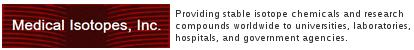 Medical Isotopes, Inc.
Providing stable isotope chemicals and research
compounds worldwide to universities, laboratories,
hospitals, and government agencies.